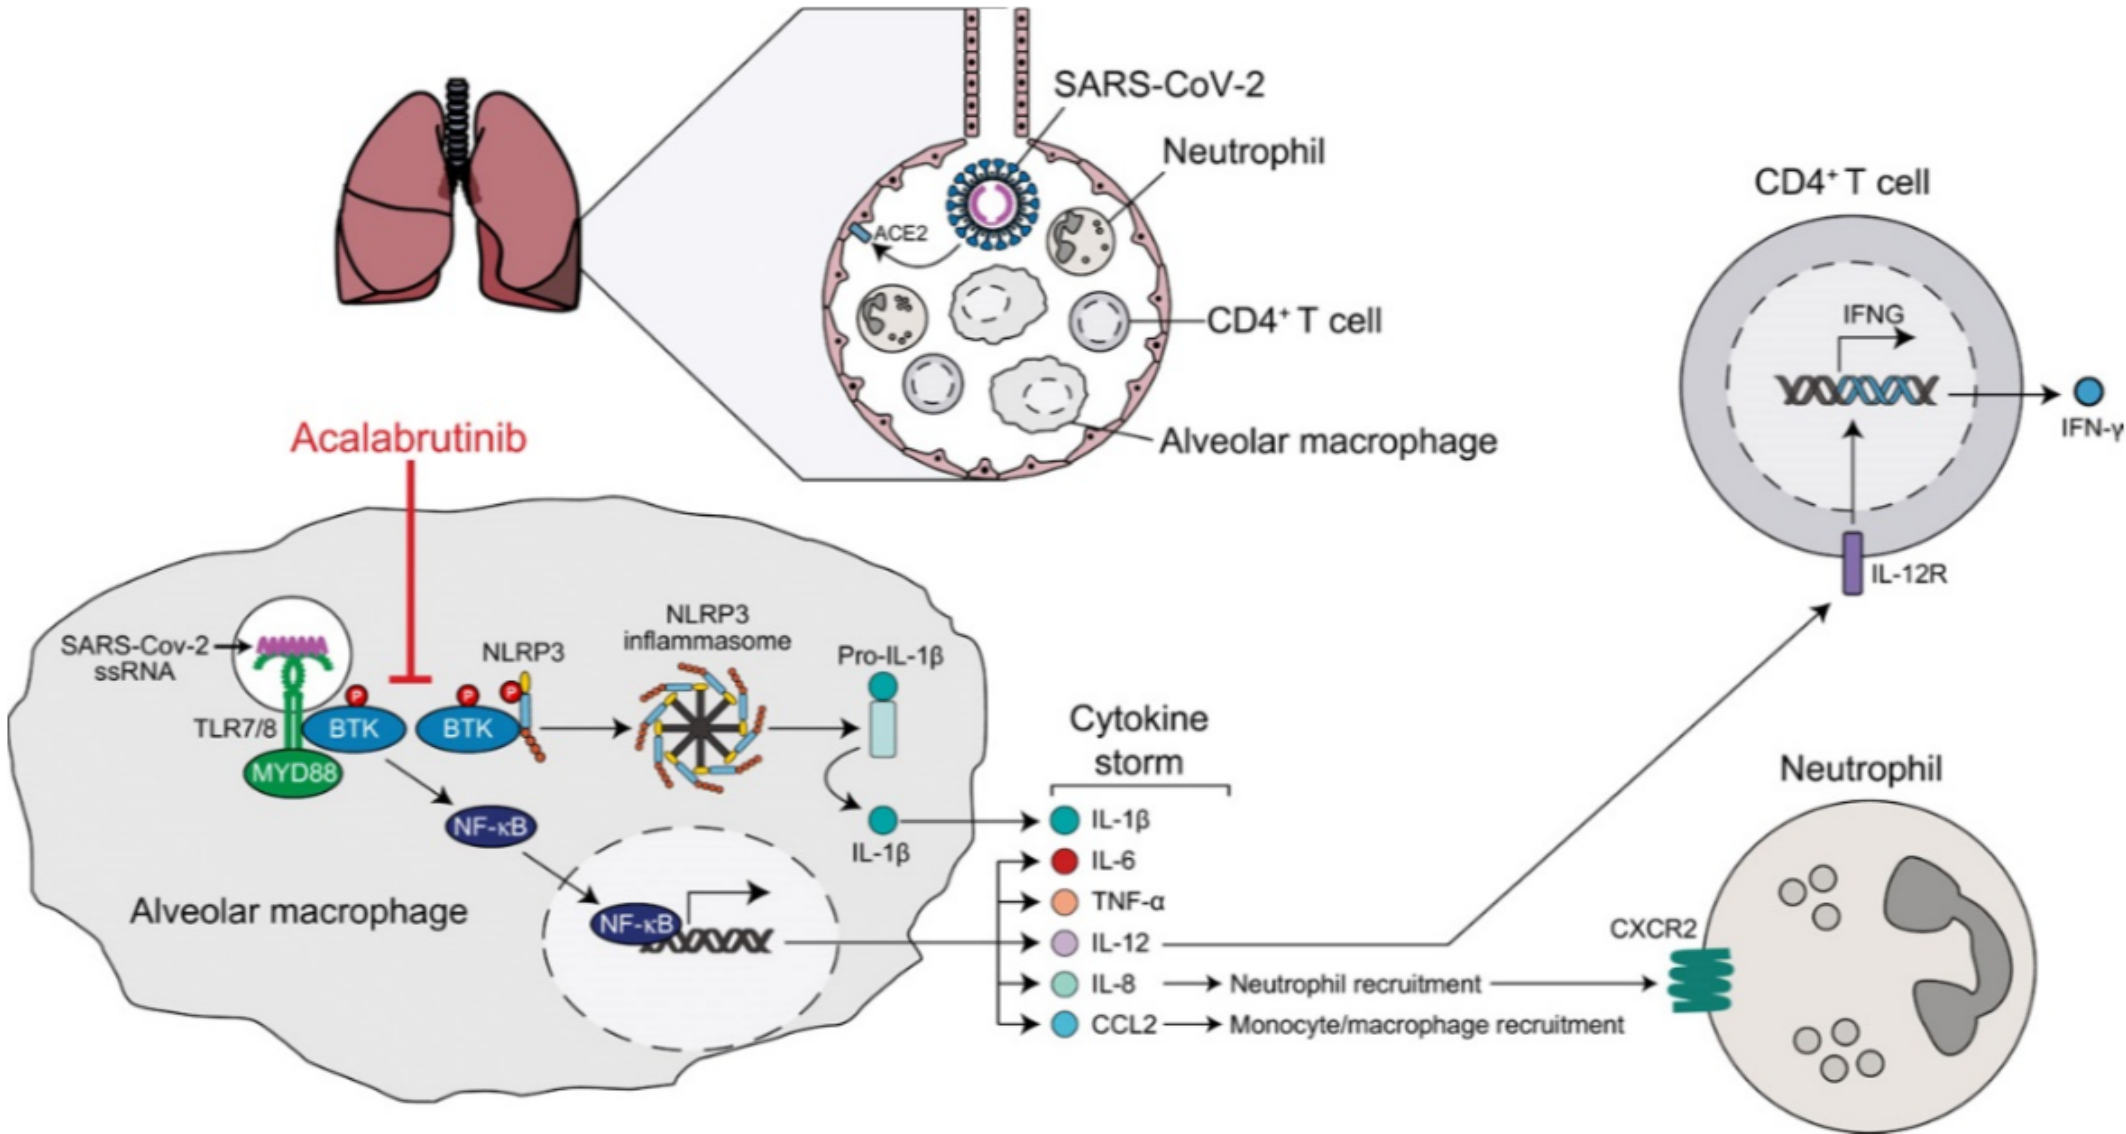 SARS-CoV-2
Neutrophil
ACE2
CD4+ T cell
Alveolar macrophage
CD4+ T cell
IFNG
IFN-γ
IL-12R
Acalabrutinib
SARS-Cov-2
ssRNA
TLR7/8
MYD88
P
BTK
P
BTK
P
NLRP3
NLRP3
inflammasome
Pro-IL-1β
IL-1β
NF-κB
NF-κB
Alveolar macrophage
Cytokine
storm
IL-1β
IL-6
TNF-α
IL-12
IL-8 Neutrophil recruitment
CCL2 Monocyte/macrophage recruitment
Neutrophil
CXCR2